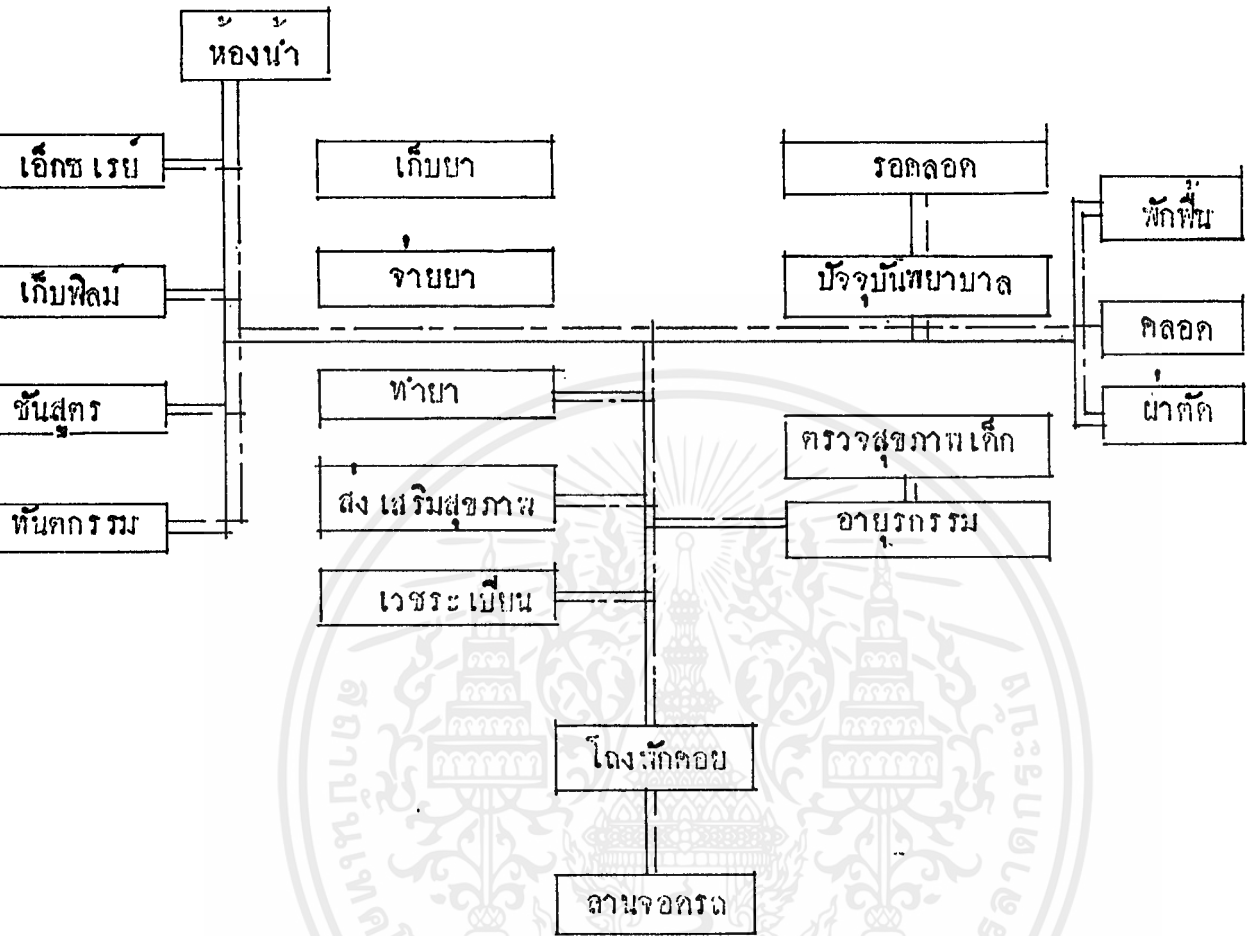 ห้องน้ำ
เอ็กซเรย์
เก็บยา
รอคลอด
พักฟื้น
เก็บฟิลม์
จ่ายยา
ปัจจุบันพยาบาล
คลอด
ชันสูตร
ทำยา
ผ่าตัด
ตรวจสุขภาพเด็ก
ทันตกรรม
ส่งเสริมสุขภาพ
อายุรกรรม
เวชระเบียน
โถงพักคอย
ลานจอดรถ